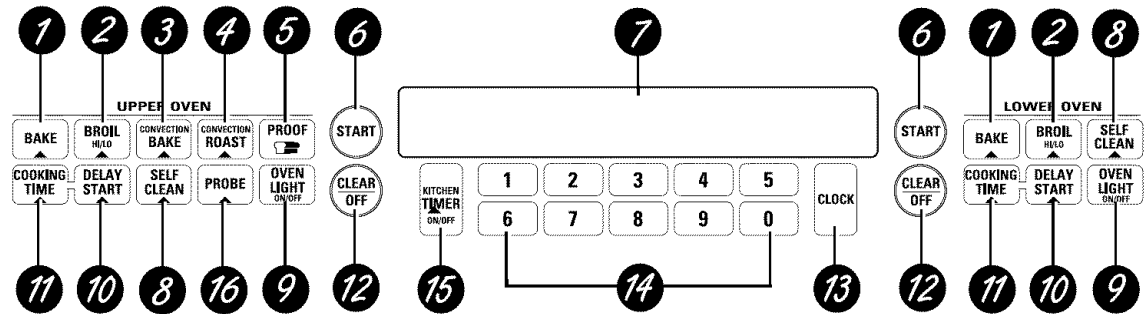 1 2 3 4 5 6 7 6 1 2 8
UPPER OVEN LOWER OVEN
BAKE BROIL HI/LO CONVECTION BAKE CONVECTION ROAST PROOF START START BAKE BROIL HI/LO SELF CLEAN
COOKING TIME DELAY START SELF CLEAN PROBE OVEN LIGHT ON/OFF CLEAR OFF KITCHEN TIMER ON/OFF 1 2 3 4 5 CLOCK CLEAR OFF COOKING TIME DELAY START OVEN LIGHT ON/OFF
6 7 8 9 0
11 10 8 16 9 12 15 14 13 12 11 10 9